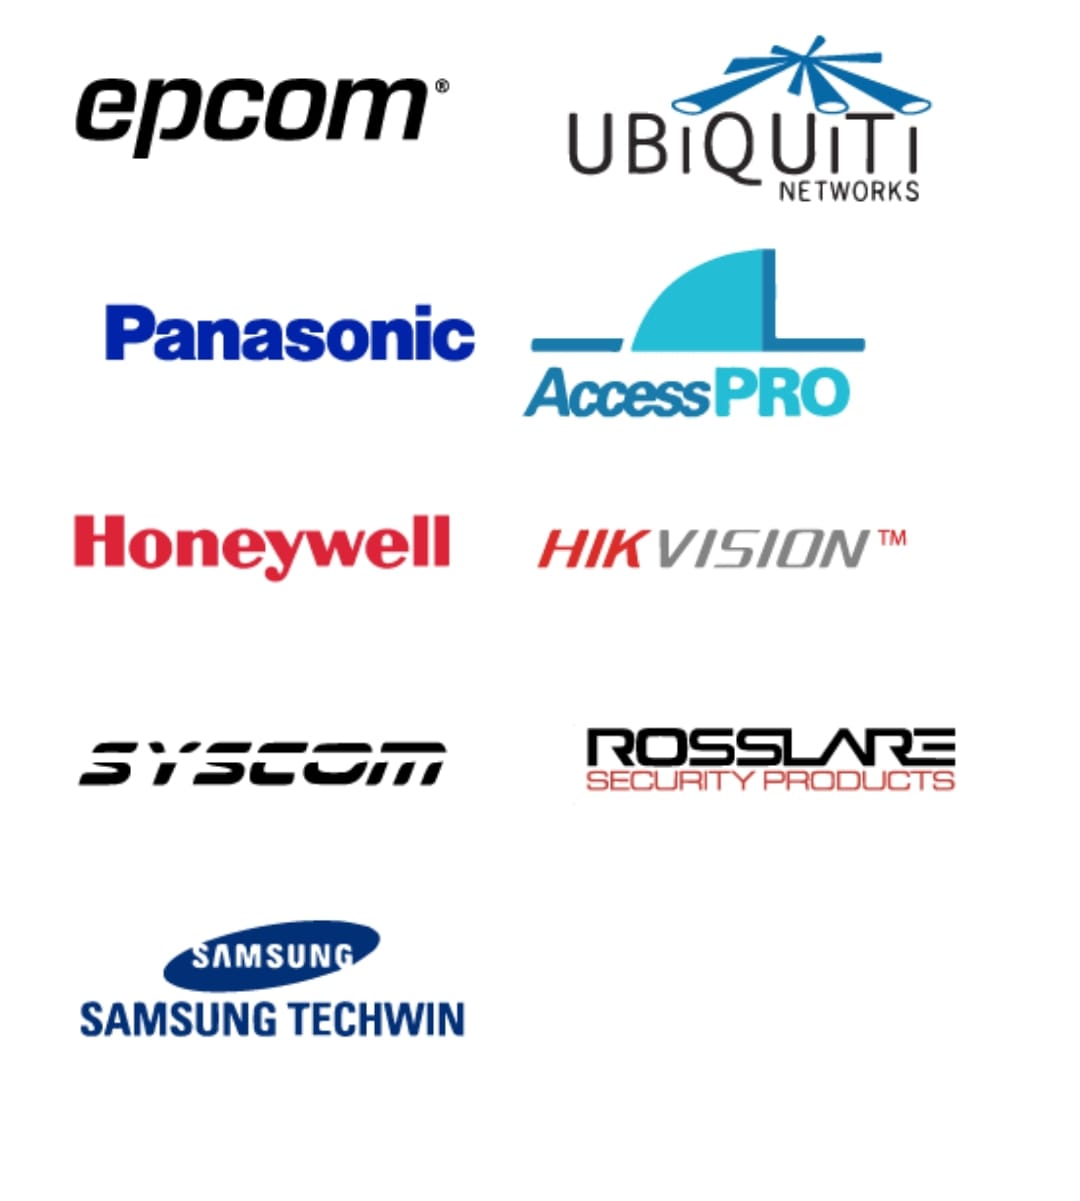 epcom®
UBiQUiTi
NETWORKS
Panasonic
AccessPRO
Honeywell
HIKVISION™
SYSCOM
ROSSLARE
SECURITY PRODUCTS
SAMSUNG
SAMSUNG TECHWIN